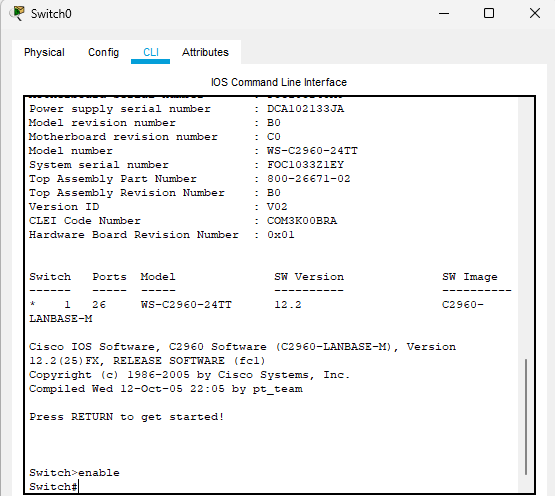 Switch0
Physical Config CLI Attributes
IOS Command Line Interface
Power supply serial number : DCA102133JA
Model revision number : B0
Motherboard revision number : C0
Model number : WS-C2960-24TT
System serial number : FOC1033Z1EY
Top Assembly Part Number : 800-26671-02
Top Assembly Revision Number : B0
Version ID : V02
CLEI Code Number : COM3K00BRA
Hardware Board Revision Number : 0x01
Switch Ports Model SW Version SW Image
------ ----- ----- ---------- ----------
* 1 26 WS-C2960-24TT 12.2 C2960-
LANBASE-M
Cisco IOS Software, C2960 Software (C2960-LANBASE-M), Version
12.2(25)FX, RELEASE SOFTWARE (fc1)
Copyright (c) 1986-2005 by Cisco Systems, Inc.
Compiled Wed 12-Oct-05 22:05 by pt_team
Press RETURN to get started!
Switch>enable
Switch#